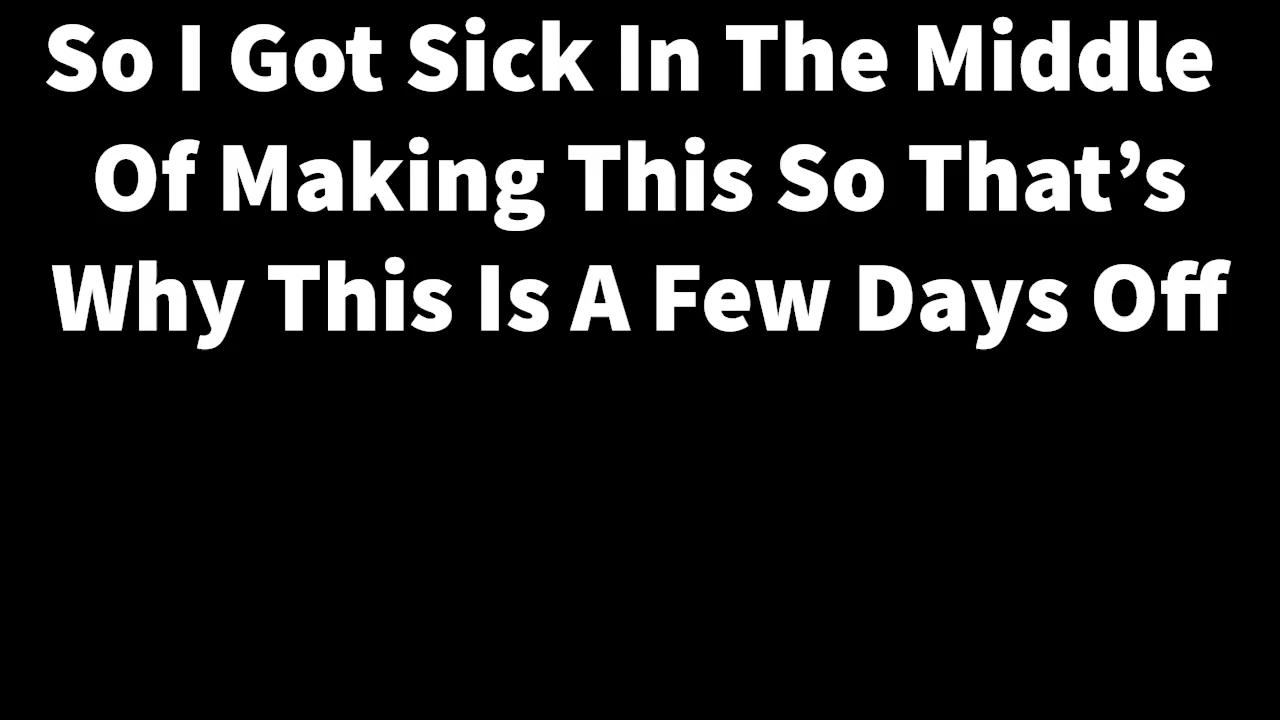 So I Got Sick In The Middle
Of Making This So That’s
Why This Is A Few Days Off